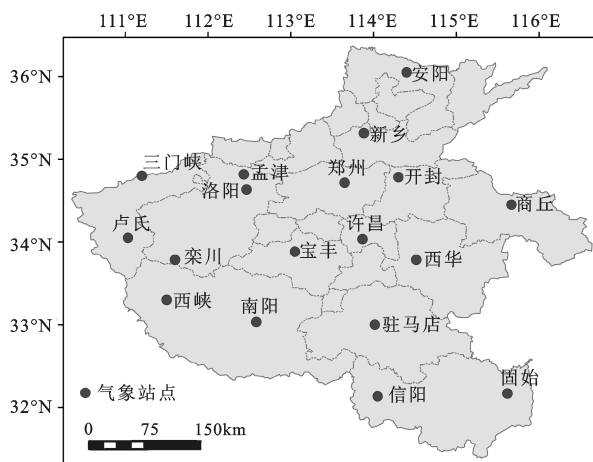 111°E 112°E 113°E 114°E 115°E 116°E
36°N
安阳
新乡
35°N
三门峡
孟津
郑州
开封
洛阳
商丘
卢氏
许昌
34°N
栾川
宝丰
西华
西峡
南阳
33°N
驻马店
固始
气象站点
信阳
32°N
0 75 150km